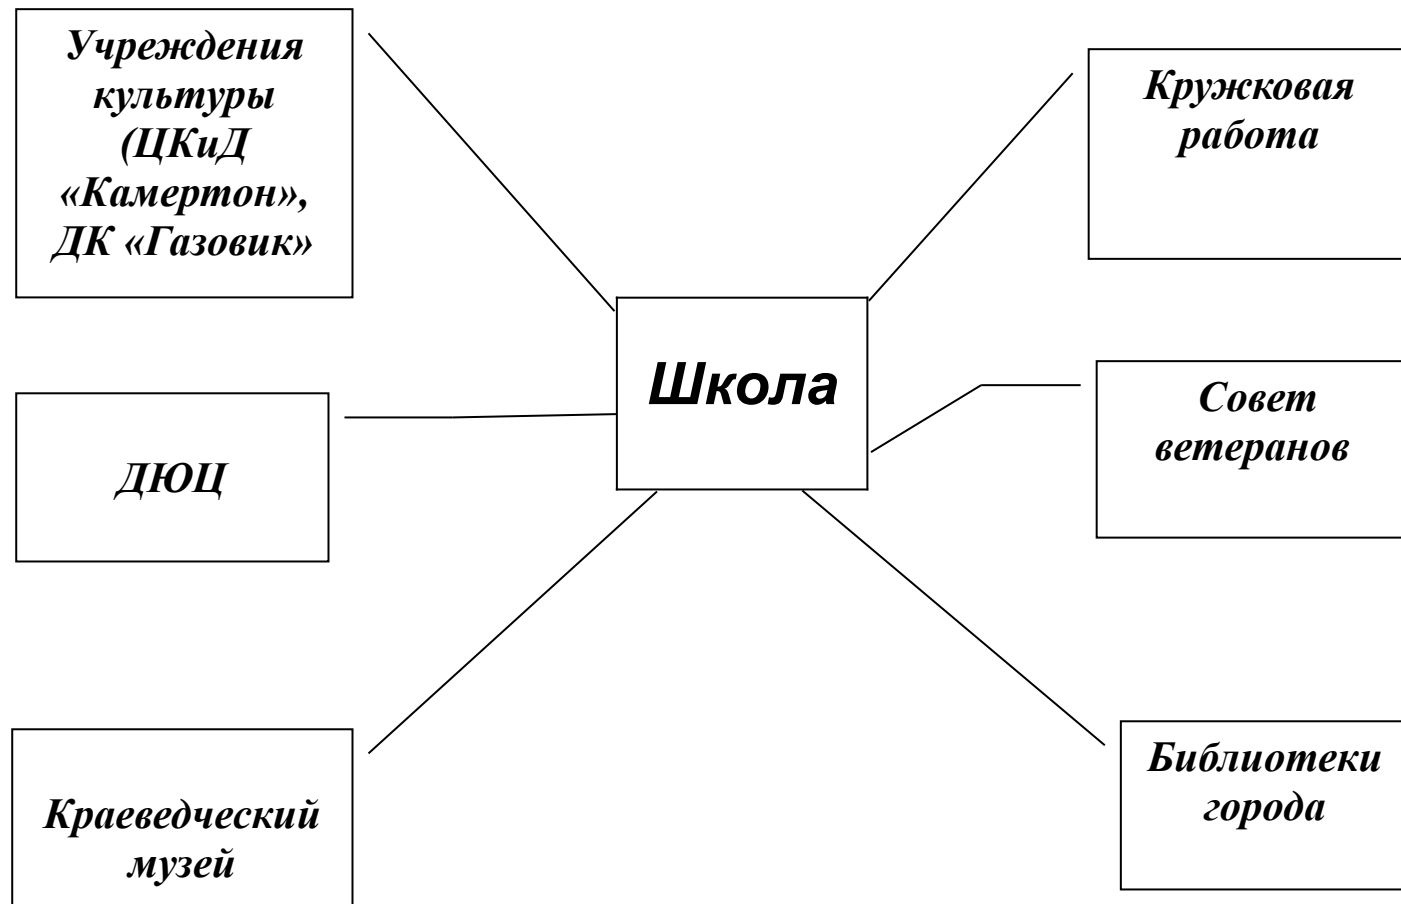 Учреждения
культуры
(ЦКиД
«Камертон»,
ДК «Газовик»
Кружковая
работа
Школа
Совет
ветеранов
ДЮЦ
Краеведческий
музей
Библиотеки
города